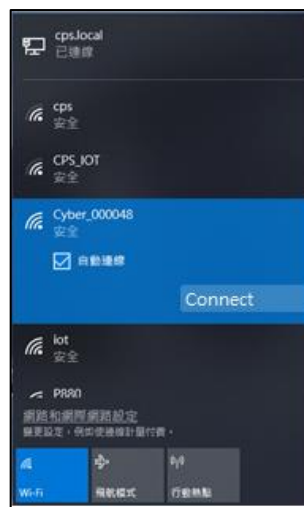 cps.local
已連線
cps
安全
CPS_IOT
安全
Cyber_000048
安全
自動連線
Connect
iot
安全
P880
網路和網際網路設定
變更設定，例如使連線計量付費。
Wi-Fi
飛航模式
行動熱點